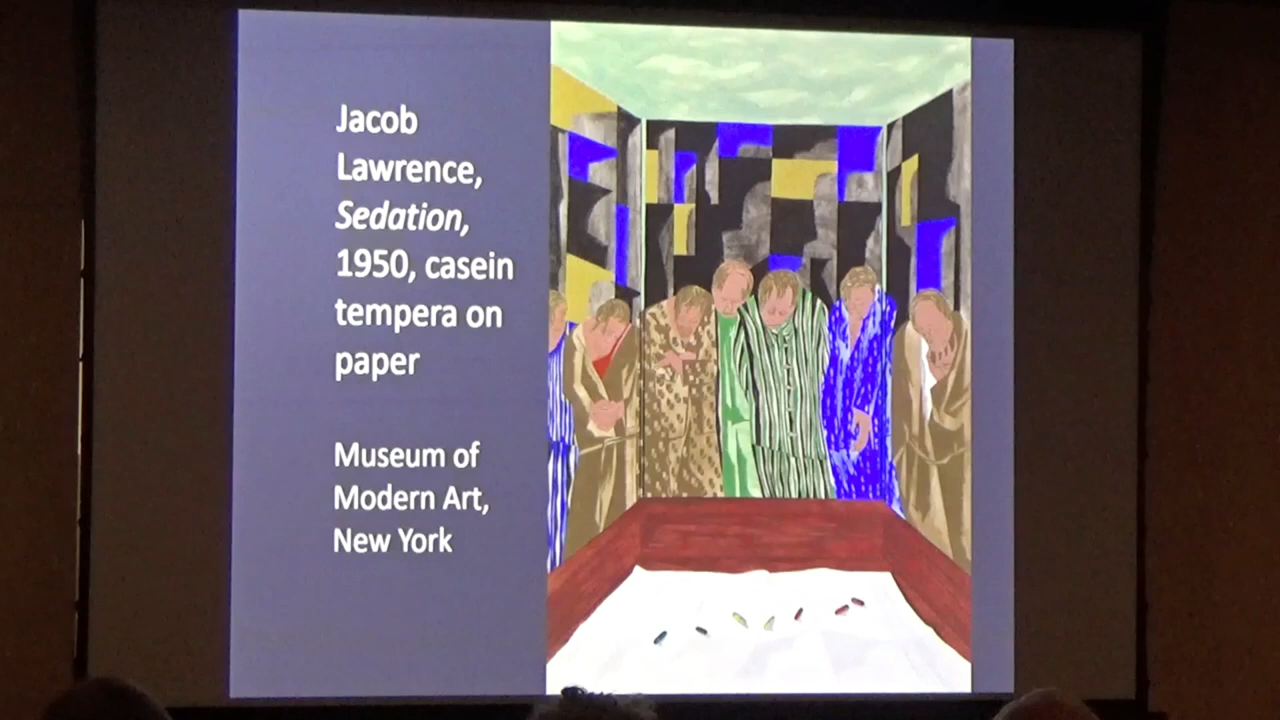 Jacob
Lawrence,
Sedation,
1950, casein
tempera on
paper
Museum of
Modern Art,
New York